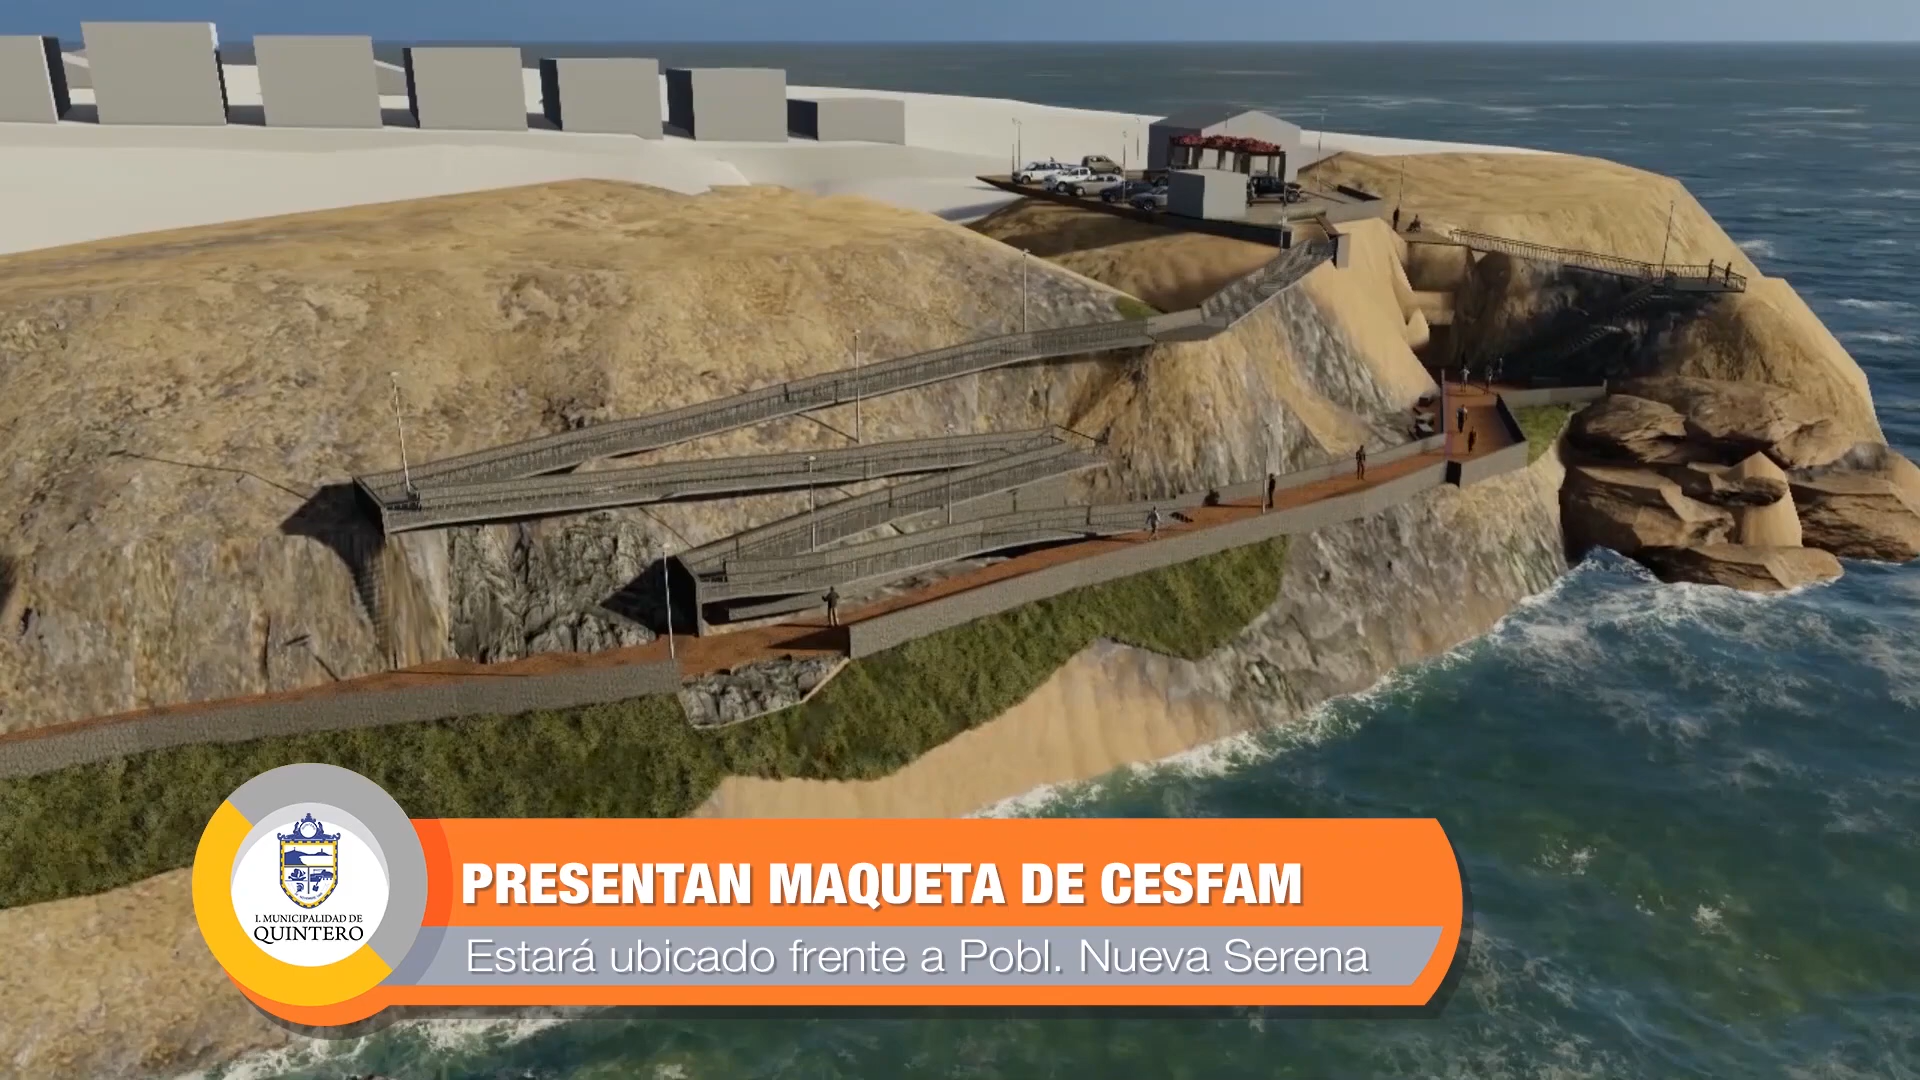 PRESENTAN MAQUETA DE CESFAM
Estará ubicado frente a Pobl. Nueva Serena
I. MUNICIPALIDAD DE
QUINTERO